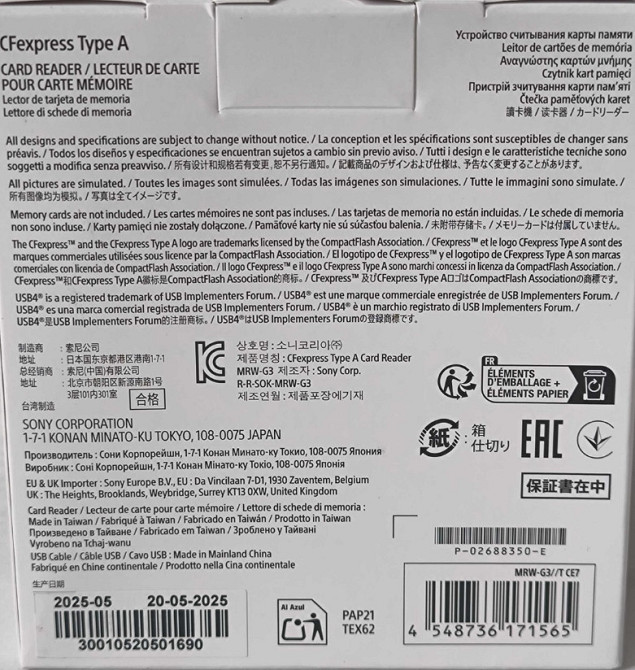 CFexpress Type A
CARD READER / LECTEUR DE CARTE
POUR CARTE MÉMOIRE
Lector de tarjeta de memoria
Lettore di schede di memoria
Устройство считывания карты памяти
Leitor de cartões de memória
Αναγνώστης καρτών μνήμης
Czytnik kart pamięci
Пристрій зчитування карти пам'яті
Čtečka paměťových karet
讀卡機 / 读卡器 / カードリーダー
All designs and specifications are subject to change without notice. / La conception et les spécifications sont susceptibles de changer sans
préavis. / Todos los diseños y especificaciones se encuentran sujetos a cambio sin previo aviso. / Tutti i design e le caratteristiche tecniche sono
soggetti a modifica senza preavviso. / 所有设计和规格若有变更,恕不另行通知。/ 記載商品のデザインおよび仕様は、予告なく変更することがあります。
All pictures are simulated. / Toutes les images sont simulées. / Todas las imágenes son simulaciones. / Tutte le immagini sono simulate. /
所有图像均为模拟。/ 写真は全てイメージです。
Memory cards are not included. / Les cartes mémoires ne sont pas incluses. / Las tarjetas de memoria no están incluidas. / Le schede di memoria
non sono incluse. / Karty pamięci nie zostały dołączone. / Paměťové karty nie sú súčasťou balenia. / 未附带存储卡。/ メモリーカードは付属していません。
The CFexpress™ and the CFexpress Type A logo are trademarks licensed by the CompactFlash Association. / CFexpress™ et le logo CFexpress Type A sont des
marques commerciales utilisées sous licence par la CompactFlash Association. / El logotipo de CFexpress™ y el logotipo de CFexpress Type A son marcas
comerciales con licencia de CompactFlash Association. / Il logo CFexpress™ e il logo CFexpress Type A sono marchi concessi in licenza da CompactFlash Association. /
CFexpress™和CFexpress Type A徽标是CompactFlash Association的商标。/ CFexpress™ 及びCFexpress Type AロゴはCompactFlash Associationの商標です。
USB4® is a registered trademark of USB Implementers Forum. / USB4® est une marque commerciale enregistrée de USB Implementers Forum. /
USB4® es una marca comercial registrada de USB Implementers Forum. / USB4® è un marchio registrato di USB Implementers Forum. /
USB4®是USB Implementers Forum的注册商标。/ USB4®はUSB Implementers Forumの登録商標です。
制造商 : 索尼公司
地址 : 日本国东京都港区港南1-7-1
总经销商 : 索尼(中国)有限公司
地址 : 北京市朝阳区新源南路1号
3层101内301室
合格
台湾制造
상호명 : 소니코리아㈜
제품명칭 : CFexpress Type A Card Reader
MRW-G3 제조자 : Sony Corp.
R-R-SOK-MRW-G3
제조연월 : 제품포장에기재
FR
ÉLÉMENTS
D'EMBALLAGE +
ÉLÉMENTS PAPIER
SONY CORPORATION
1-7-1 KONAN MINATO-KU TOKYO, 108-0075 JAPAN
紙 : 箱
仕切り
EAC
Производитель : Сони Корпорейшн, 1-7-1 Конан Минато-ку Токио, 108-0075 Япония
Виробник : Соні Корпорейшн, 1-7-1 Конан Мінато-ку Токіо, 108-0075 Японія
EU & UK Importer : Sony Europe B.V., EU : Da Vincilaan 7-D1, 1930 Zaventem, Belgium
UK : The Heights, Brooklands, Weybridge, Surrey KT13 0XW, United Kingdom
保証書在中
Card Reader / Lecteur de carte pour carte mémoire / Lettore di schede di memoria :
Made in Taiwan / Fabriqué à Taiwan / Fabricado en Taiwán / Prodotto in Taiwan
Произведено в Тайване / Fabricado em Taiwan / Зроблено у Тайвані
Vyrobeno na Tchaj-wanu
USB Cable / Câble USB / Cavo USB : Made in Mainland China
Fabriqué en Chine continentale / Prodotto nella Cina continentale
P-02688350-E
生产日期
2025-05 20-05-2025
30010520501690
Al Azul
PAP21
TEX62
MRW-G3//T CE7
4 548736 171565